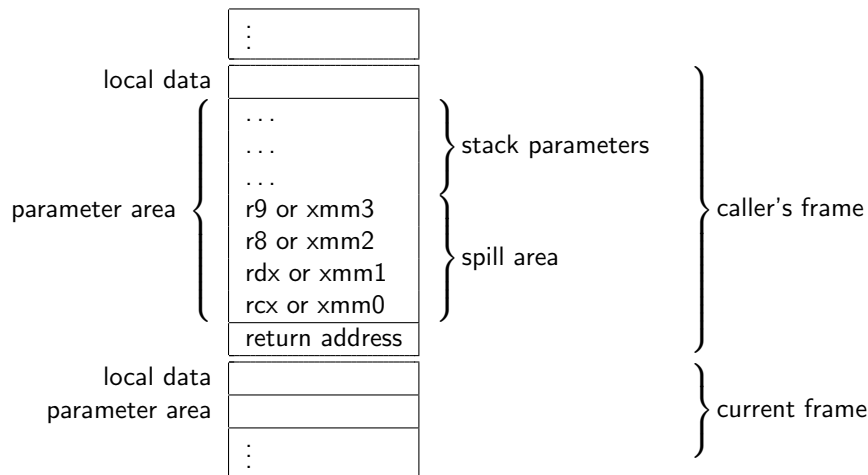 ⋮
local data
. . .
. . .
stack parameters
. . .
parameter area
r9 or xmm3
caller's frame
r8 or xmm2
spill area
rdx or xmm1
rcx or xmm0
return address
local data
parameter area
current frame
⋮